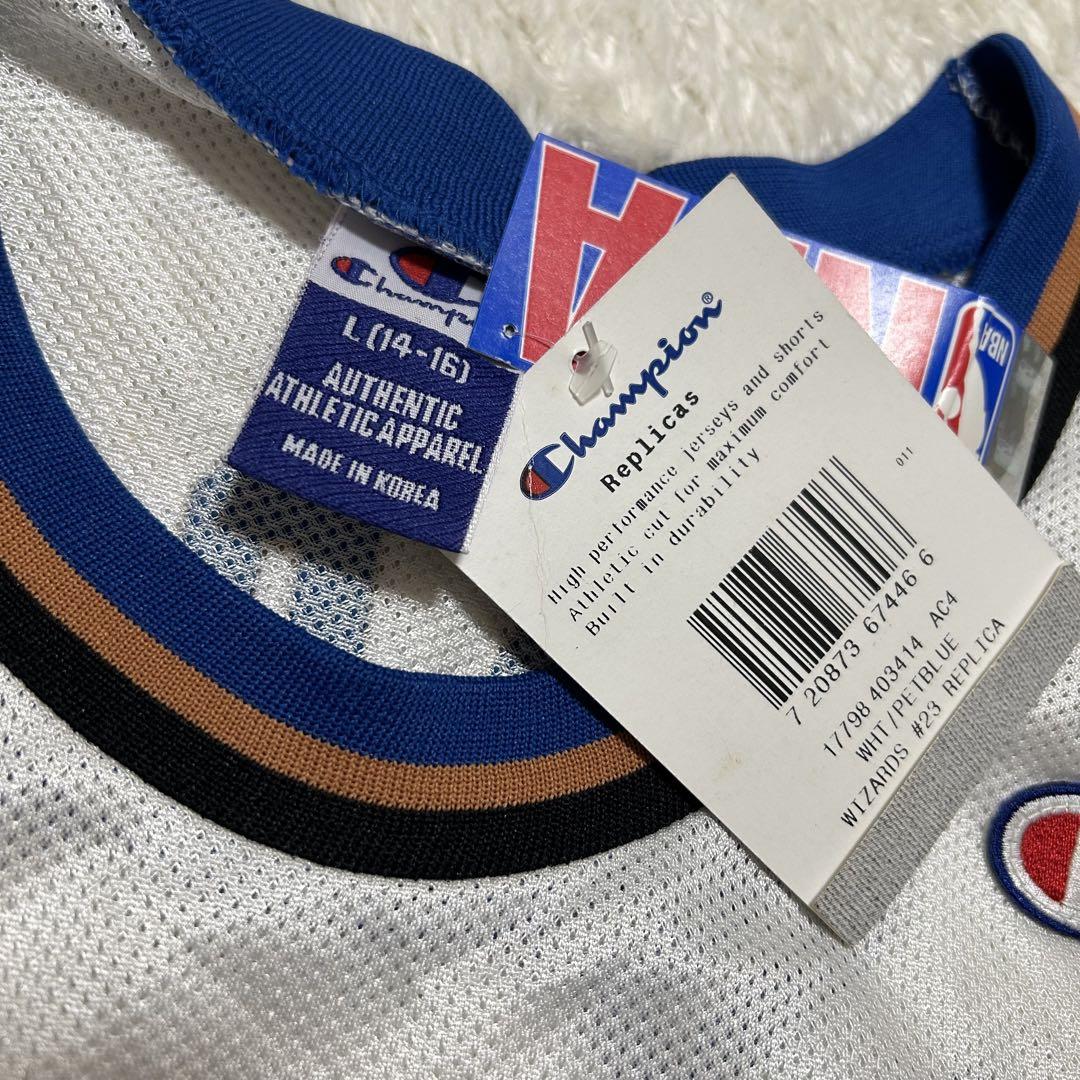 Champion
L (14-16)
AUTHENTIC
ATHLETIC APPAREL
MADE IN KOREA
NBA
Champion®
Replicas
High performance jerseys and shorts
Athletic cut for maximum comfort
Built in durability
011
7 20873 67446 6
17798 403414 AC4
WHT/PETBLUE
WIZARDS #23 REPLICA